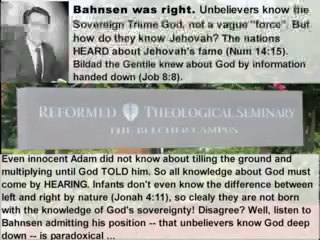 Bahnsen was right. Unbelievers know the
Sovereign Triune God, not a vague "force". But
how do they know Jehovah? The nations
HEARD about Jehovah's fame (Num 14:15).
Bildad the Gentile knew about God by information
handed down (Job 8:8).
REFORMED THEOLOGICAL SEMINARY
THE BELCHER CAMPUS
Even innocent Adam did not know about tilling the ground and
multiplying until God TOLD him. So all knowledge about God must
come by HEARING. Infants don't even know the difference between
left and right by nature (Jonah 4:11), so clealy they are not born
with the knowledge of God's sovereignty! Disagree? Well, listen to
Bahnsen admitting his position -- that unbelievers know God deep
down -- is paradoxical ...